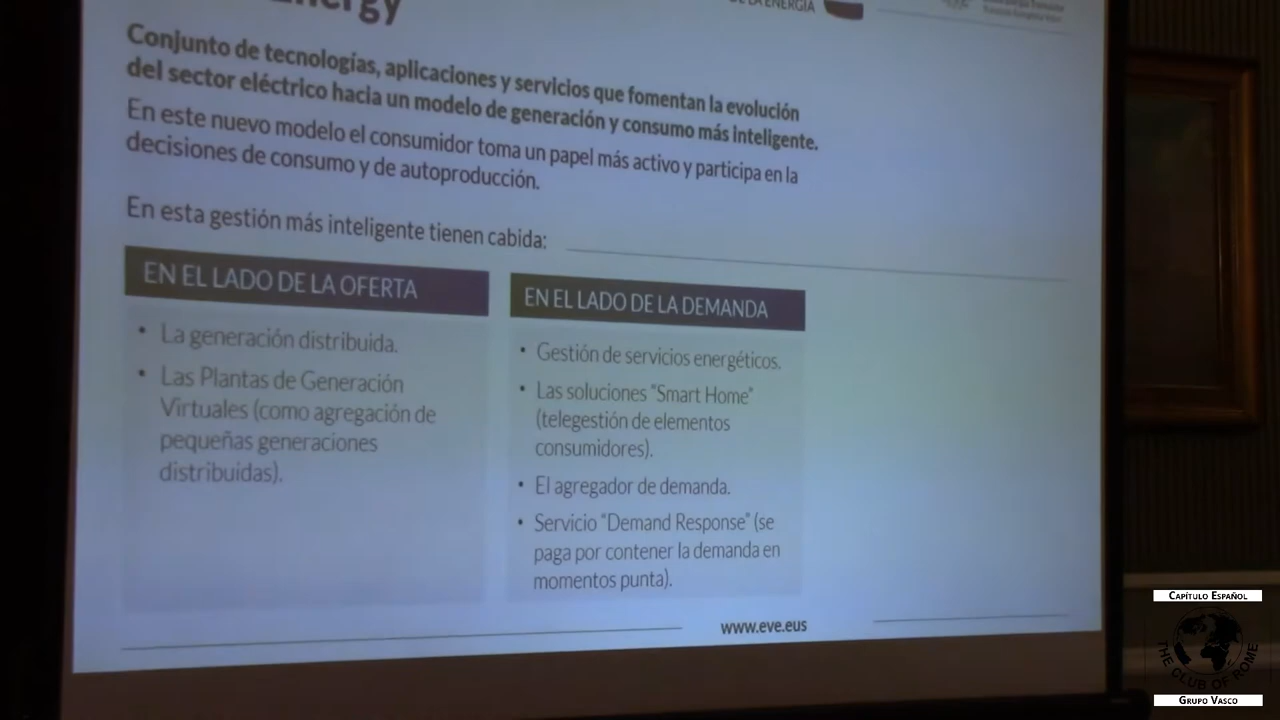 Energy
DE LA ENERGÍA
Conjunto de tecnologías, aplicaciones y servicios que fomentan la evolución
del sector eléctrico hacia un modelo de generación y consumo más inteligente.
En este nuevo modelo el consumidor toma un papel más activo y participa en la
decisiones de consumo y de autoproducción.
En esta gestión más inteligente tienen cabida:
EN EL LADO DE LA OFERTA
• La generación distribuida.
• Las Plantas de Generación
Virtuales (como agregación de
pequeñas generaciones
distribuidas).
EN EL LADO DE LA DEMANDA
• Gestión de servicios energéticos.
• Las soluciones "Smart Home"
(telegestión de elementos
consumidores).
• El agregador de demanda.
• Servicio "Demand Response" (se
paga por contener la demanda en
momentos punta).
www.eve.eus
Capítulo Español
THE CLUB OF ROME
Grupo Vasco